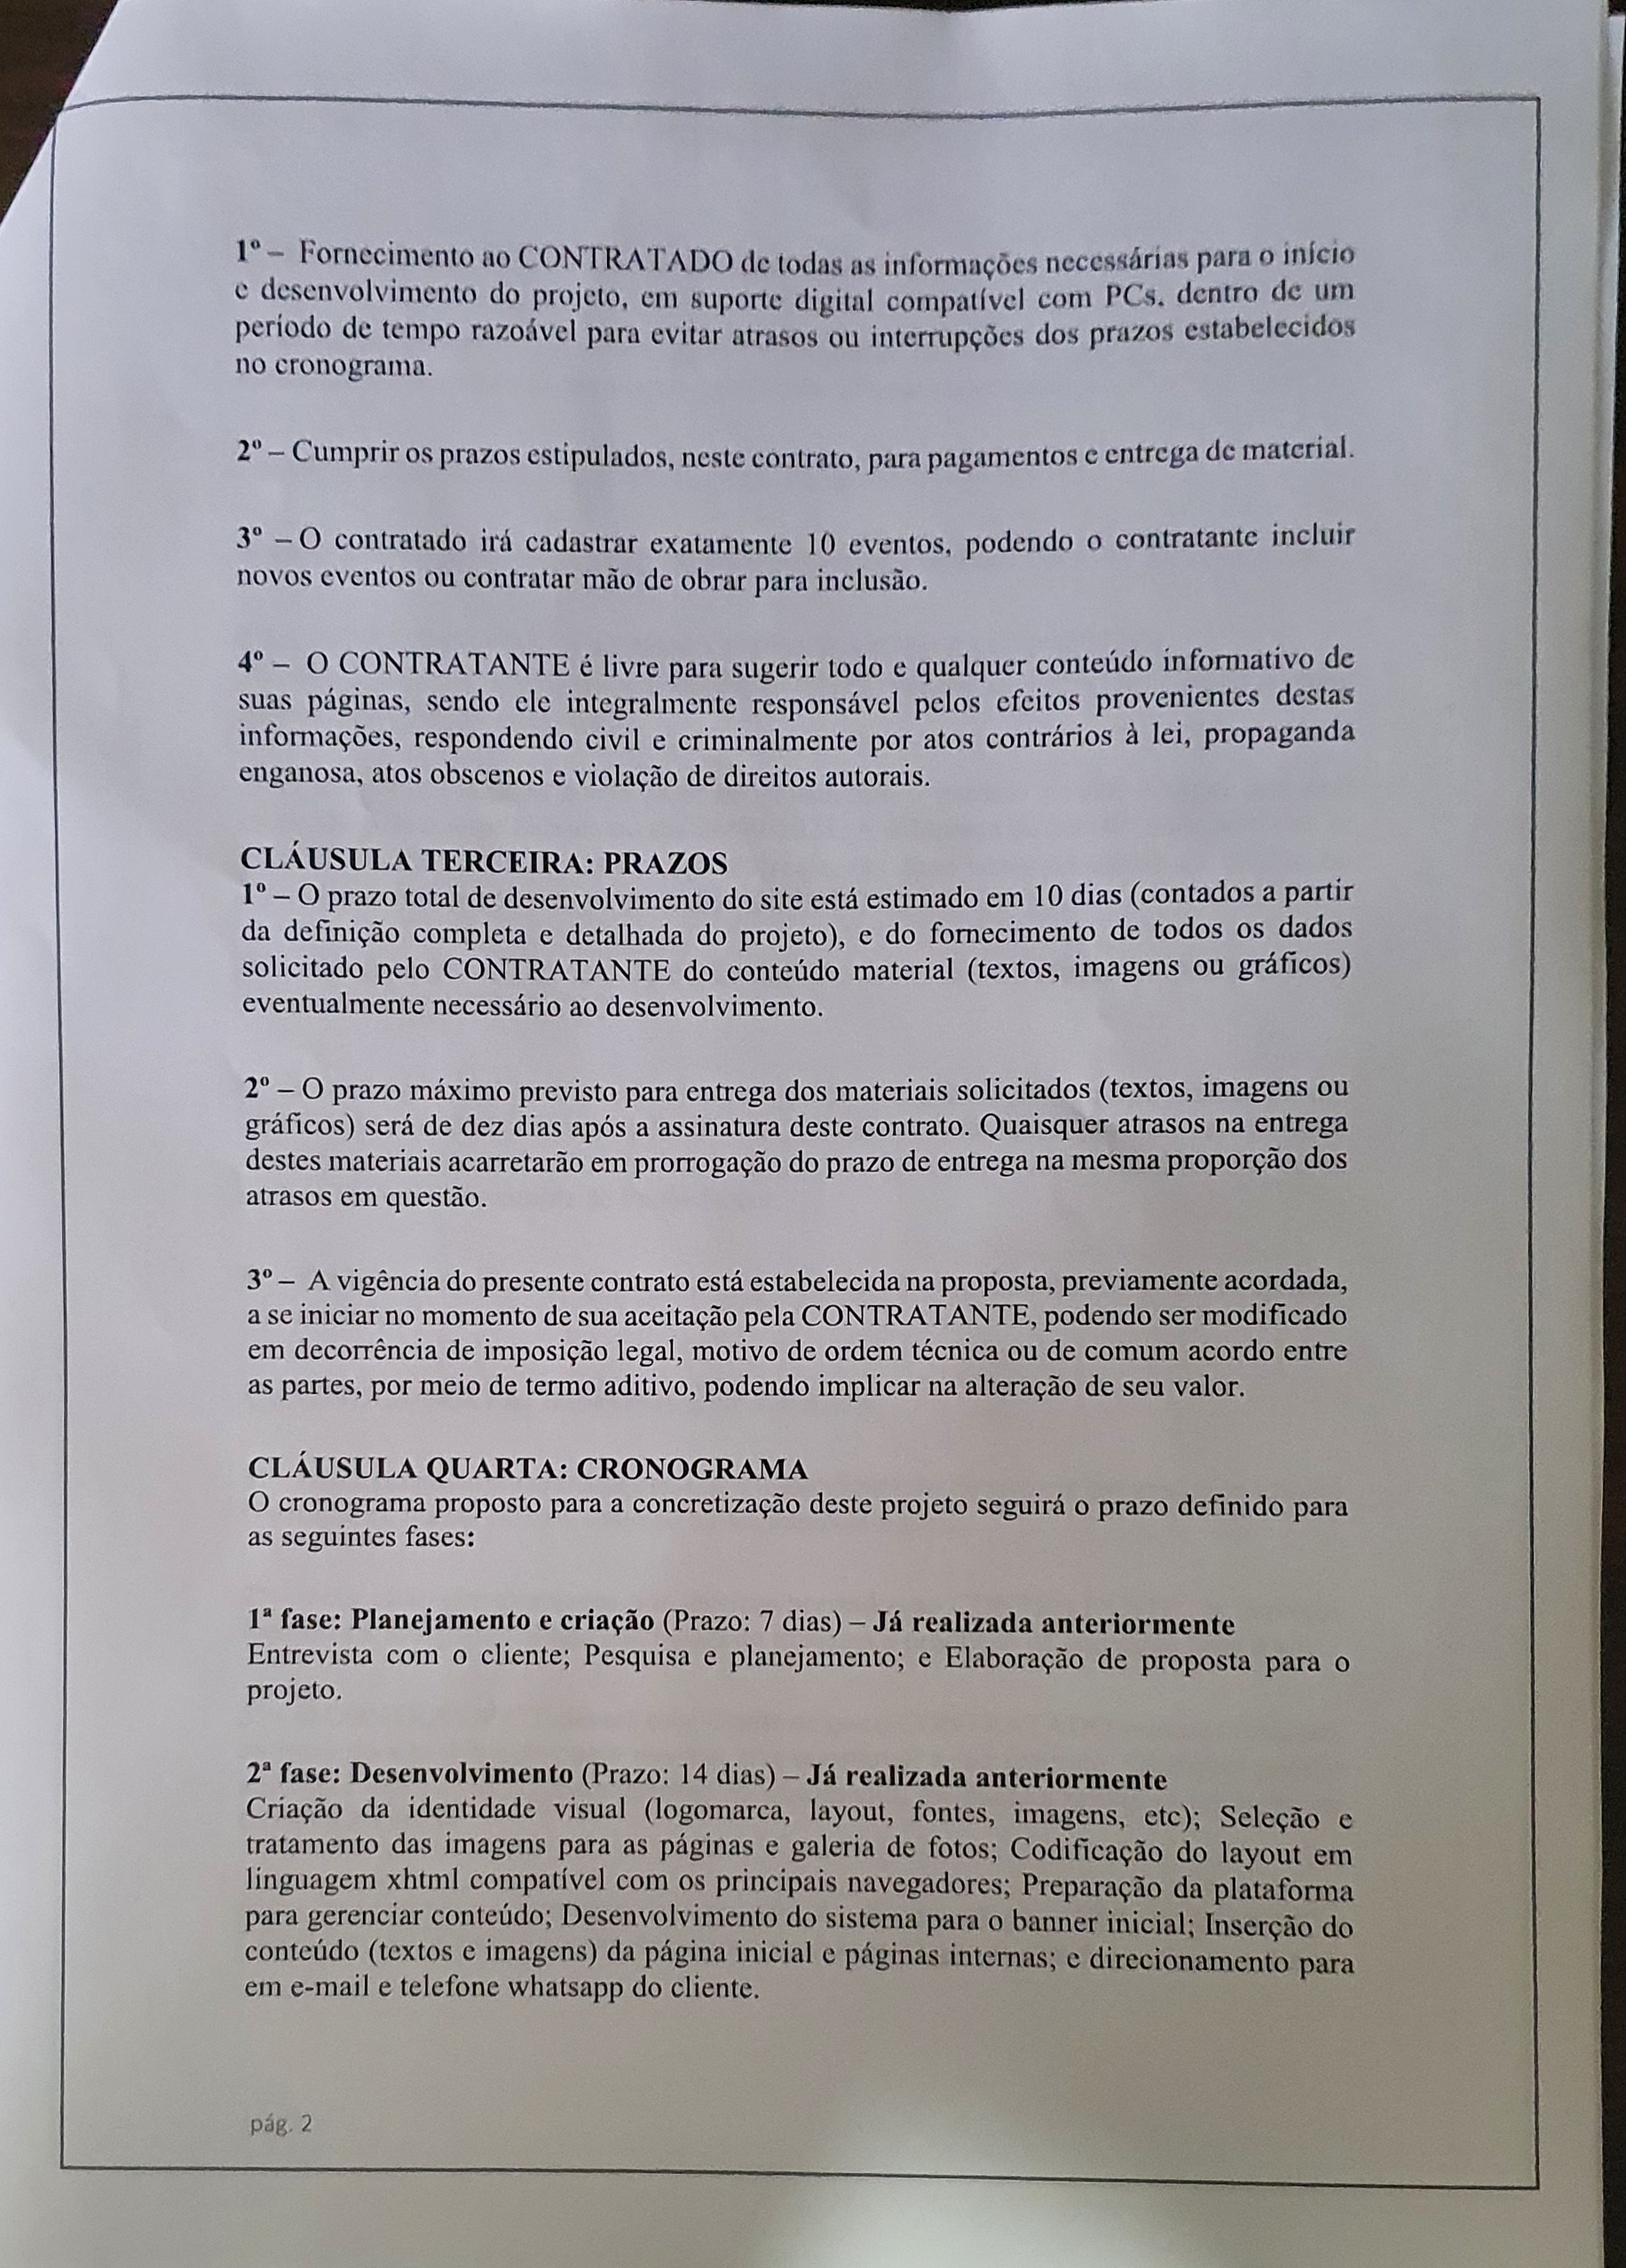 1º – Fornecimento ao CONTRATADO de todas as informações necessárias para o início
e desenvolvimento do projeto, em suporte digital compatível com PCs, dentro de um
período de tempo razoável para evitar atrasos ou interrupções dos prazos estabelecidos
no cronograma.
2º – Cumprir os prazos estipulados, neste contrato, para pagamentos e entrega de material.
3º – O contratado irá cadastrar exatamente 10 eventos, podendo o contratante incluir
novos eventos ou contratar mão de obrar para inclusão.
4º – O CONTRATANTE é livre para sugerir todo e qualquer conteúdo informativo de
suas páginas, sendo ele integralmente responsável pelos efeitos provenientes destas
informações, respondendo civil e criminalmente por atos contrários à lei, propaganda
enganosa, atos obscenos e violação de direitos autorais.
CLÁUSULA TERCEIRA: PRAZOS
1º – O prazo total de desenvolvimento do site está estimado em 10 dias (contados a partir
da definição completa e detalhada do projeto), e do fornecimento de todos os dados
solicitado pelo CONTRATANTE do conteúdo material (textos, imagens ou gráficos)
eventualmente necessário ao desenvolvimento.
2º – O prazo máximo previsto para entrega dos materiais solicitados (textos, imagens ou
gráficos) será de dez dias após a assinatura deste contrato. Quaisquer atrasos na entrega
destes materiais acarretarão em prorrogação do prazo de entrega na mesma proporção dos
atrasos em questão.
3º – A vigência do presente contrato está estabelecida na proposta, previamente acordada,
a se iniciar no momento de sua aceitação pela CONTRATANTE, podendo ser modificado
em decorrência de imposição legal, motivo de ordem técnica ou de comum acordo entre
as partes, por meio de termo aditivo, podendo implicar na alteração de seu valor.
CLÁUSULA QUARTA: CRONOGRAMA
O cronograma proposto para a concretização deste projeto seguirá o prazo definido para
as seguintes fases:
1ª fase: Planejamento e criação (Prazo: 7 dias) – Já realizada anteriormente
Entrevista com o cliente; Pesquisa e planejamento; e Elaboração de proposta para o
projeto.
2ª fase: Desenvolvimento (Prazo: 14 dias) – Já realizada anteriormente
Criação da identidade visual (logomarca, layout, fontes, imagens, etc); Seleção e
tratamento das imagens para as páginas e galeria de fotos; Codificação do layout em
linguagem xhtml compatível com os principais navegadores; Preparação da plataforma
para gerenciar conteúdo; Desenvolvimento do sistema para o banner inicial; Inserção do
conteúdo (textos e imagens) da página inicial e páginas internas; e direcionamento para
em e-mail e telefone whatsapp do cliente.
pág. 2